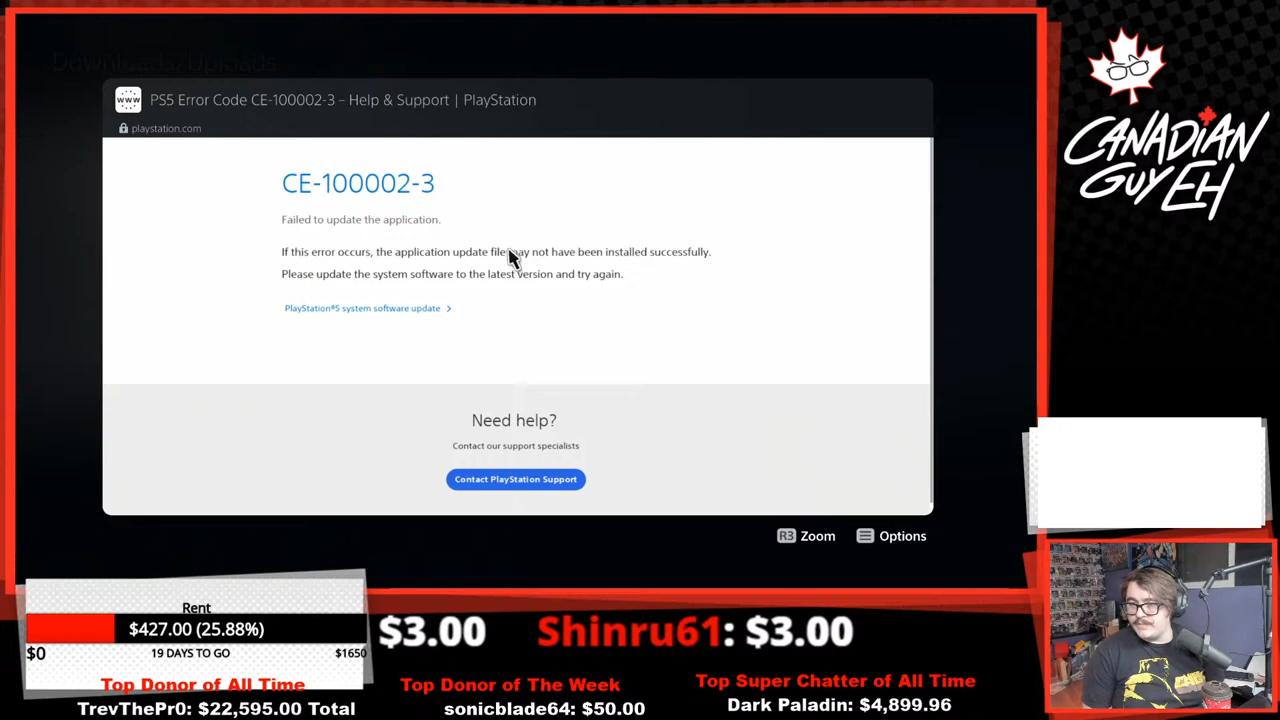 Downloads/Uploads
www
PS5 Error Code CE-100002-3 – Help & Support | PlayStation
playstation.com
CE-100002-3
Failed to update the application.
If this error occurs, the application update file may not have been installed successfully.
Please update the system software to the latest version and try again.
PlayStation®5 system software update >
Need help?
Contact our support specialists
Contact PlayStation Support
R3 Zoom
Options
CANADIAN
GUY EH
Rent
$427.00 (25.88%)
$0
19 DAYS TO GO
$1650
$3.00
Shinru61: $3.00
Top Donor of All Time
TrevThePr0: $22,595.00 Total
Top Donor of The Week
sonicblade64: $50.00
Top Super Chatter of All Time
Dark Paladin: $4,899.96